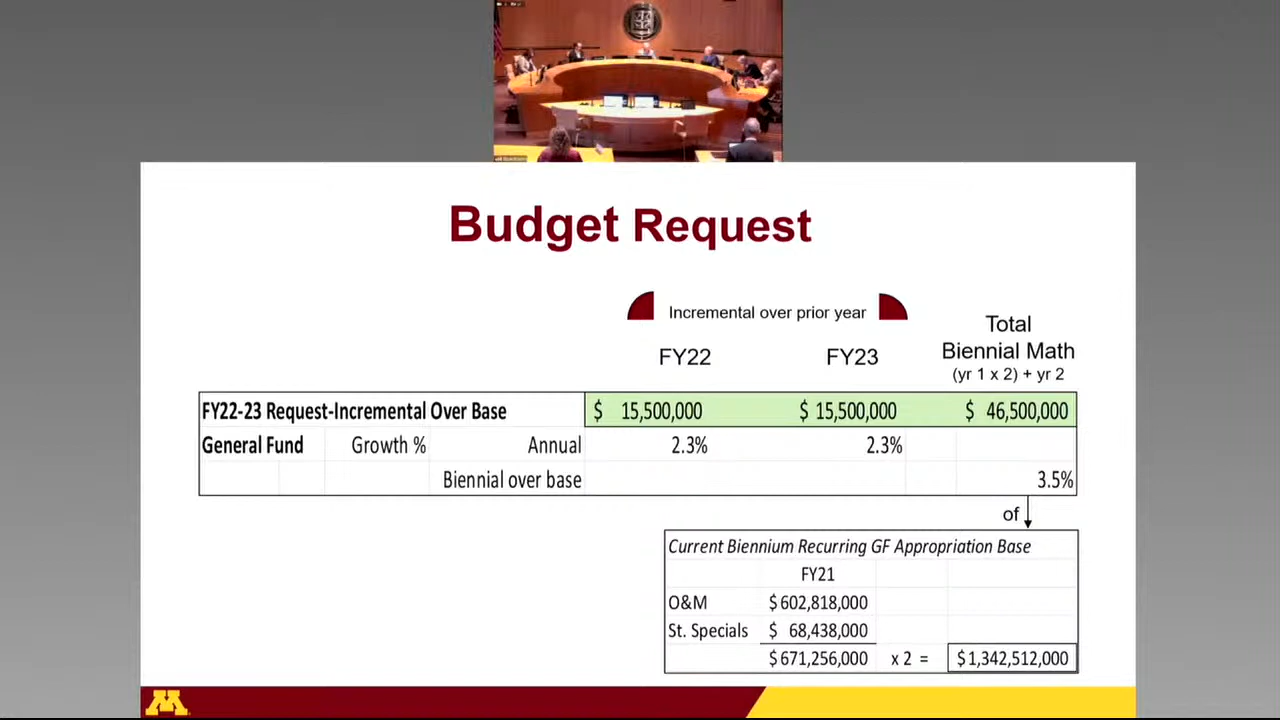 Budget Request
Incremental over prior year
Total
Biennial Math
(yr 1 x 2) + yr 2
FY22 FY23
FY22-23 Request-Incremental Over Base $ 15,500,000 $ 15,500,000 $ 46,500,000
General Fund Growth % Annual 2.3% 2.3%
Biennial over base 3.5%
of
Current Biennium Recurring GF Appropriation Base
FY21
O&M $ 602,818,000
St. Specials $ 68,438,000
$ 671,256,000 x 2 = $ 1,342,512,000
M